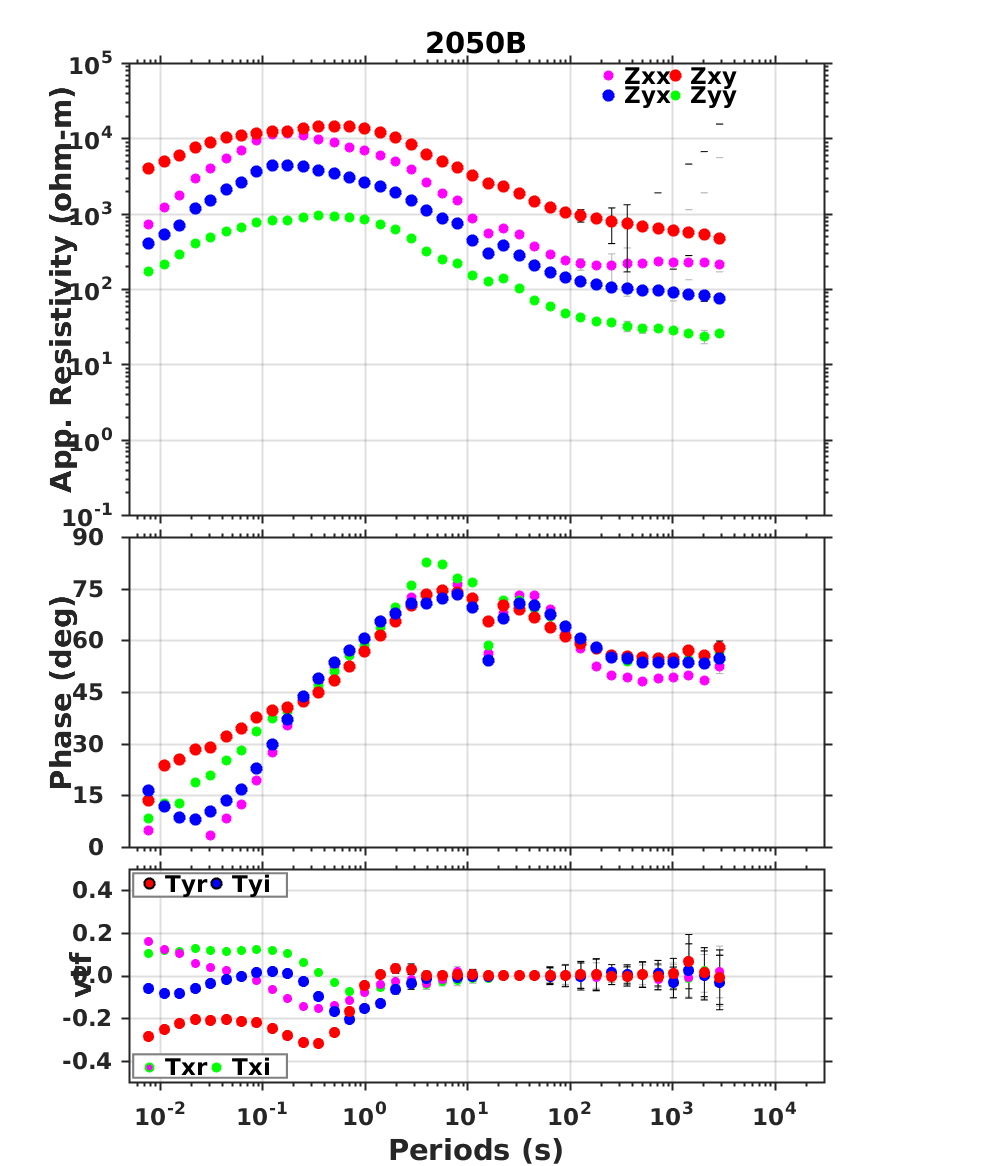 2050B
App. Resistivity (ohm-m)
10^5
10^4
10^3
10^2
10^1
10^0
10^-1
Zxx Zxy
Zyx Zyy
Phase (deg)
90
75
60
45
30
15
0
vtf
0.4
0.2
0.0
-0.2
-0.4
Tyr Tyi
Txr Txi
10^-2 10^-1 10^0 10^1 10^2 10^3 10^4
Periods (s)